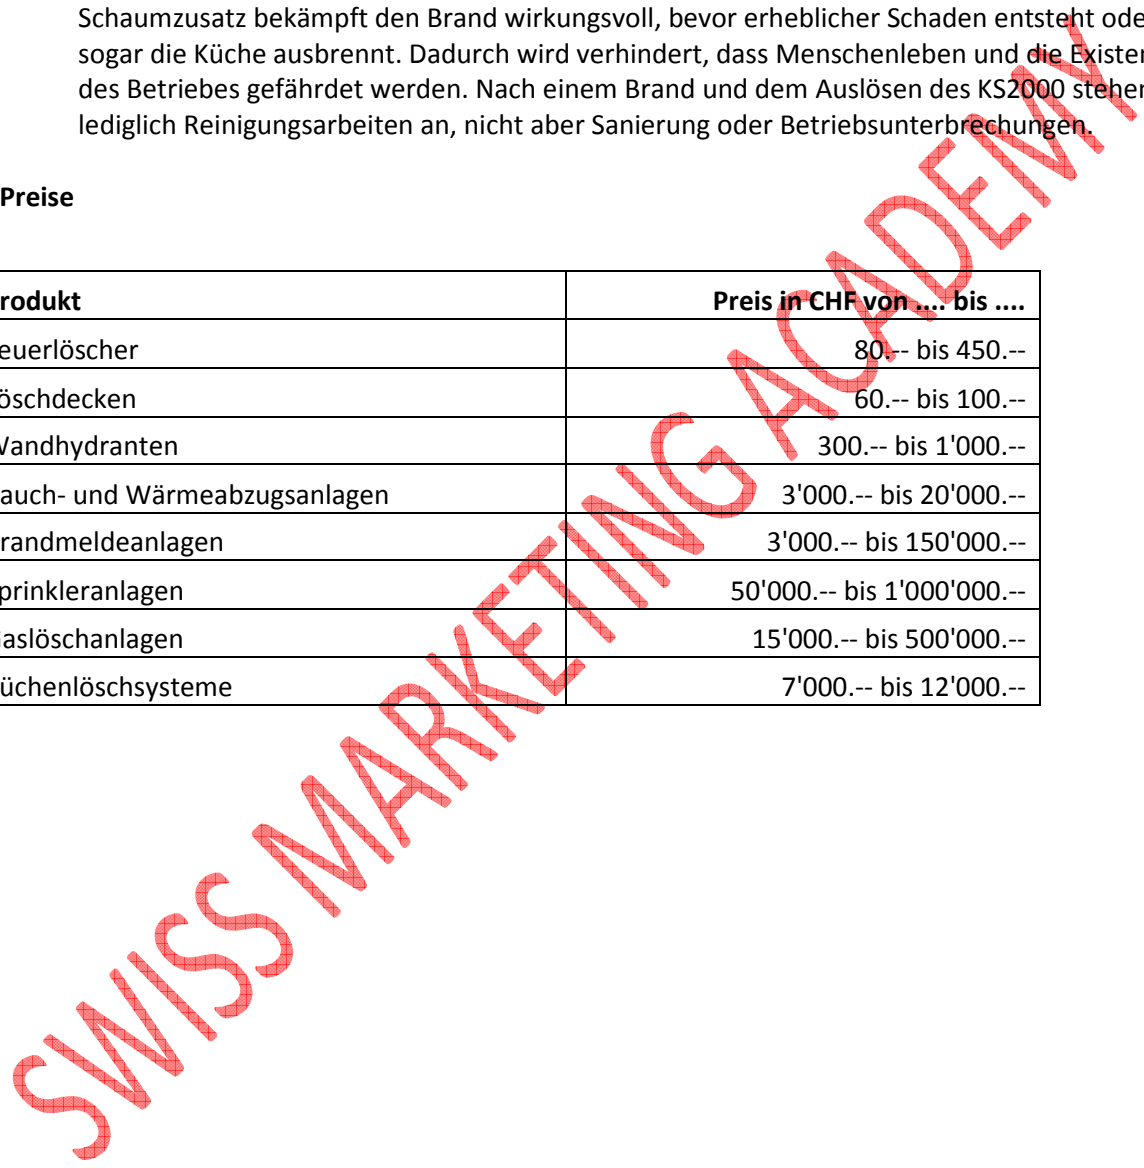 Schaumzusatz bekämpft den Brand wirkungsvoll, bevor erheblicher Schaden entsteht ode
sogar die Küche ausbrennt. Dadurch wird verhindert, dass Menschenleben und die Existen
des Betriebes gefährdet werden. Nach einem Brand und dem Auslösen des KS2000 stehen
lediglich Reinigungsarbeiten an, nicht aber Sanierung oder Betriebsunterbrechungen.
Preise
rodukt Preis in CHF von .... bis ....
euerlöscher 80.-- bis 450.--
öschdecken 60.-- bis 100.--
Wandhydranten 300.-- bis 1'000.--
auch- und Wärmeabzugsanlagen 3'000.-- bis 20'000.--
randmeldeanlagen 3'000.-- bis 150'000.--
prinkleranlagen 50'000.-- bis 1'000'000.--
Gaslöschanlagen 15'000.-- bis 500'000.--
üchenlöschsysteme 7'000.-- bis 12'000.--
SWISS MARKETING ACADEMY